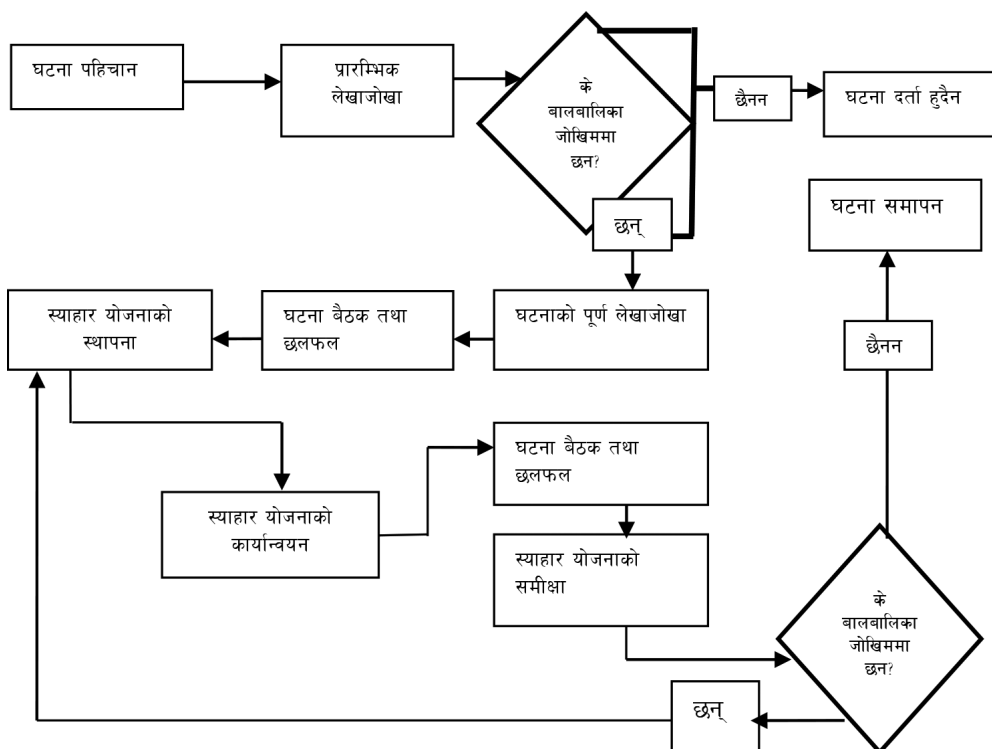 घटना पहिचान
प्रारम्भिक
लेखाजोखा
के
बालबालिका
जोखिममा
छन?
छैनन
घटना दर्ता हुदैन
छन्
घटना समापन
स्याहार योजनाको
स्थापना
घटना बैठक तथा
छलफल
घटनाको पूर्ण लेखाजोखा
छैनन
स्याहार योजनाको
कार्यान्वयन
घटना बैठक तथा
छलफल
स्याहार योजनाको
समीक्षा
के
बालबालिका
जोखिममा
छन?
छन्